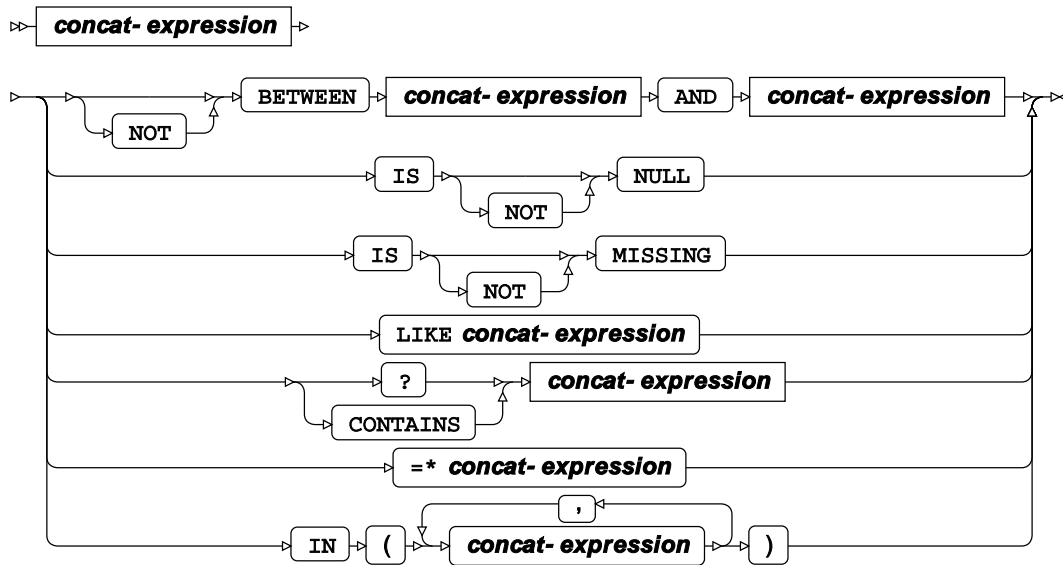 concat- expression
BETWEEN concat- expression AND concat- expression
NOT
IS NULL
NOT
IS MISSING
NOT
LIKE concat- expression
? concat- expression
CONTAINS
=* concat- expression
,
IN ( concat- expression )